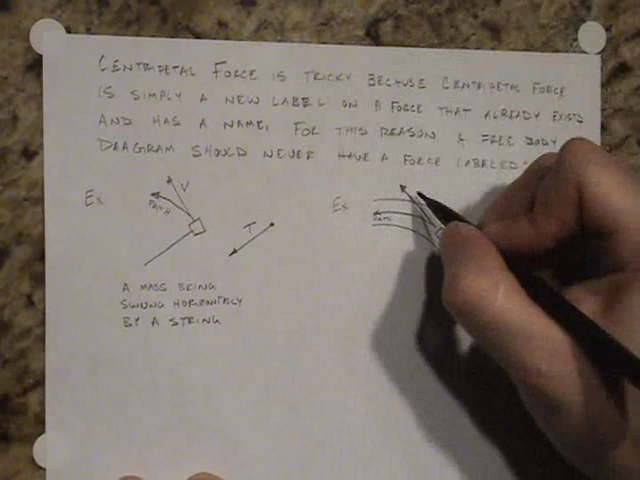 CENTRIPETAL FORCE IS TRICKY BECAUSE CENTRIPETAL FORCE
IS SIMPLY A NEW LABEL ON A FORCE THAT ALREADY EXISTS
AND HAS A NAME. FOR THIS REASON A FREE BODY
DIAGRAM SHOULD NEVER HAVE A FORCE LABELED
Ex
V
PATH
T
A MASS BEING
SWUNG HORIZONTALLY
BY A STRING
Ex
PATH